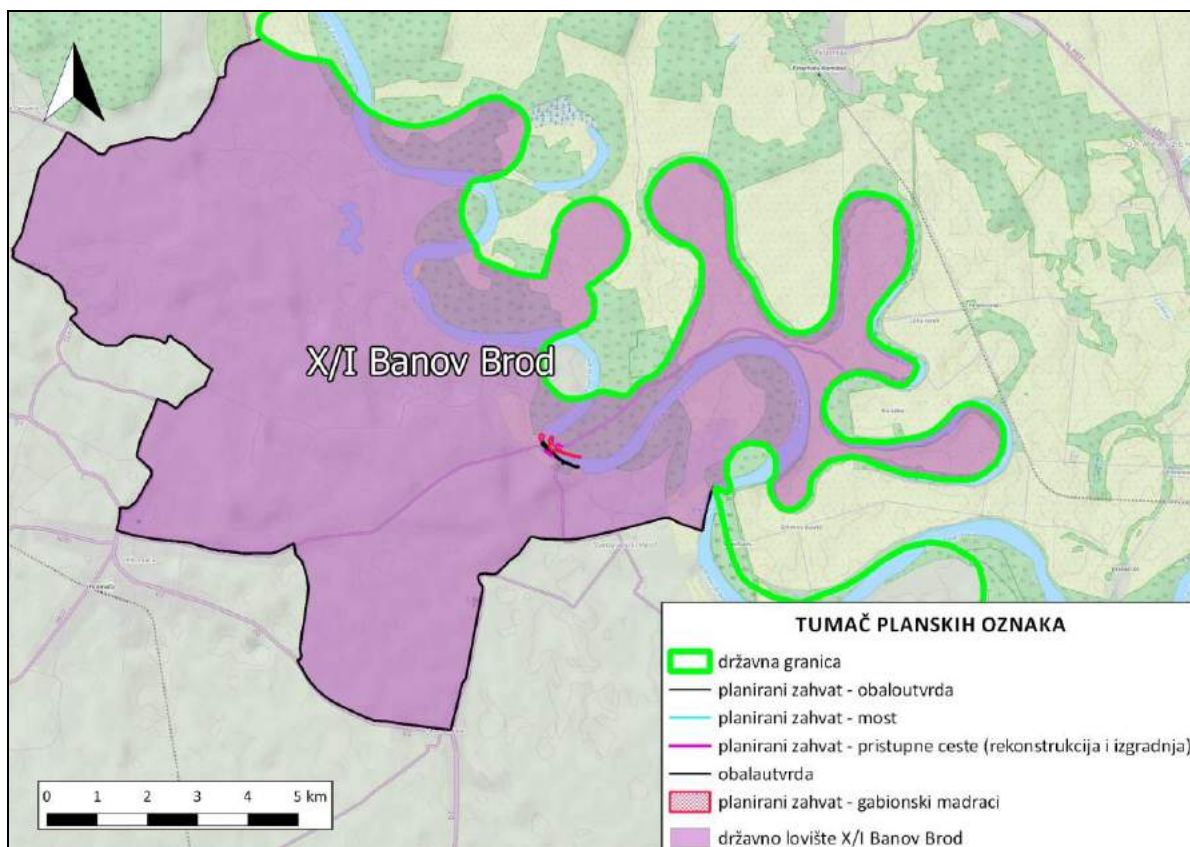 X/I Banov Brod
TUMAČ PLANSKIH OZNAKA
državna granica
planirani zahvat - obaloutvrda
planirani zahvat - most
planirani zahvat - pristupne ceste (rekonstrukcija i izgradnja)
obalautvrda
planirani zahvat - gabionski madraci
državno lovište X/I Banov Brod
0 1 2 3 4 5 km